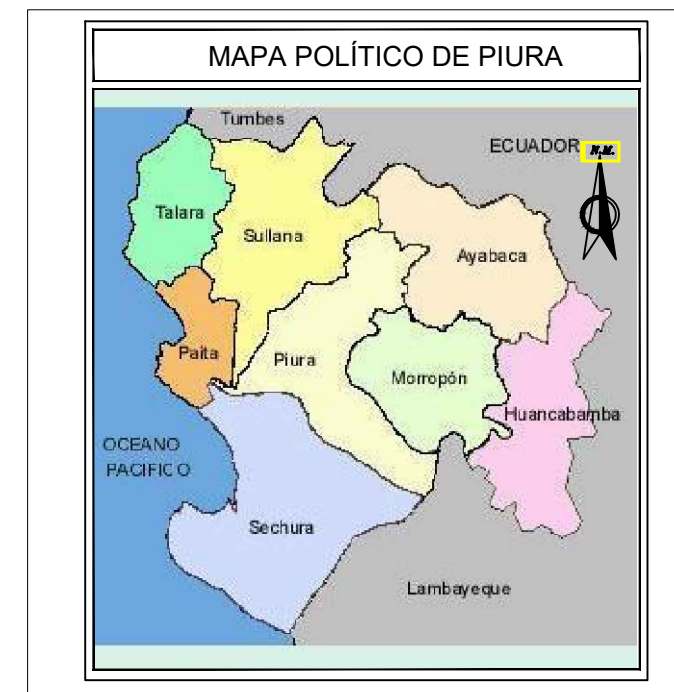 MAPA POLÍTICO DE PIURA
Tumbes
ECUADOR
N.M.
Talara
Sullana
Ayabaca
Paita
Piura
Morropón
Huancabamba
OCEANO
PACIFICO
Sechura
Lambayeque